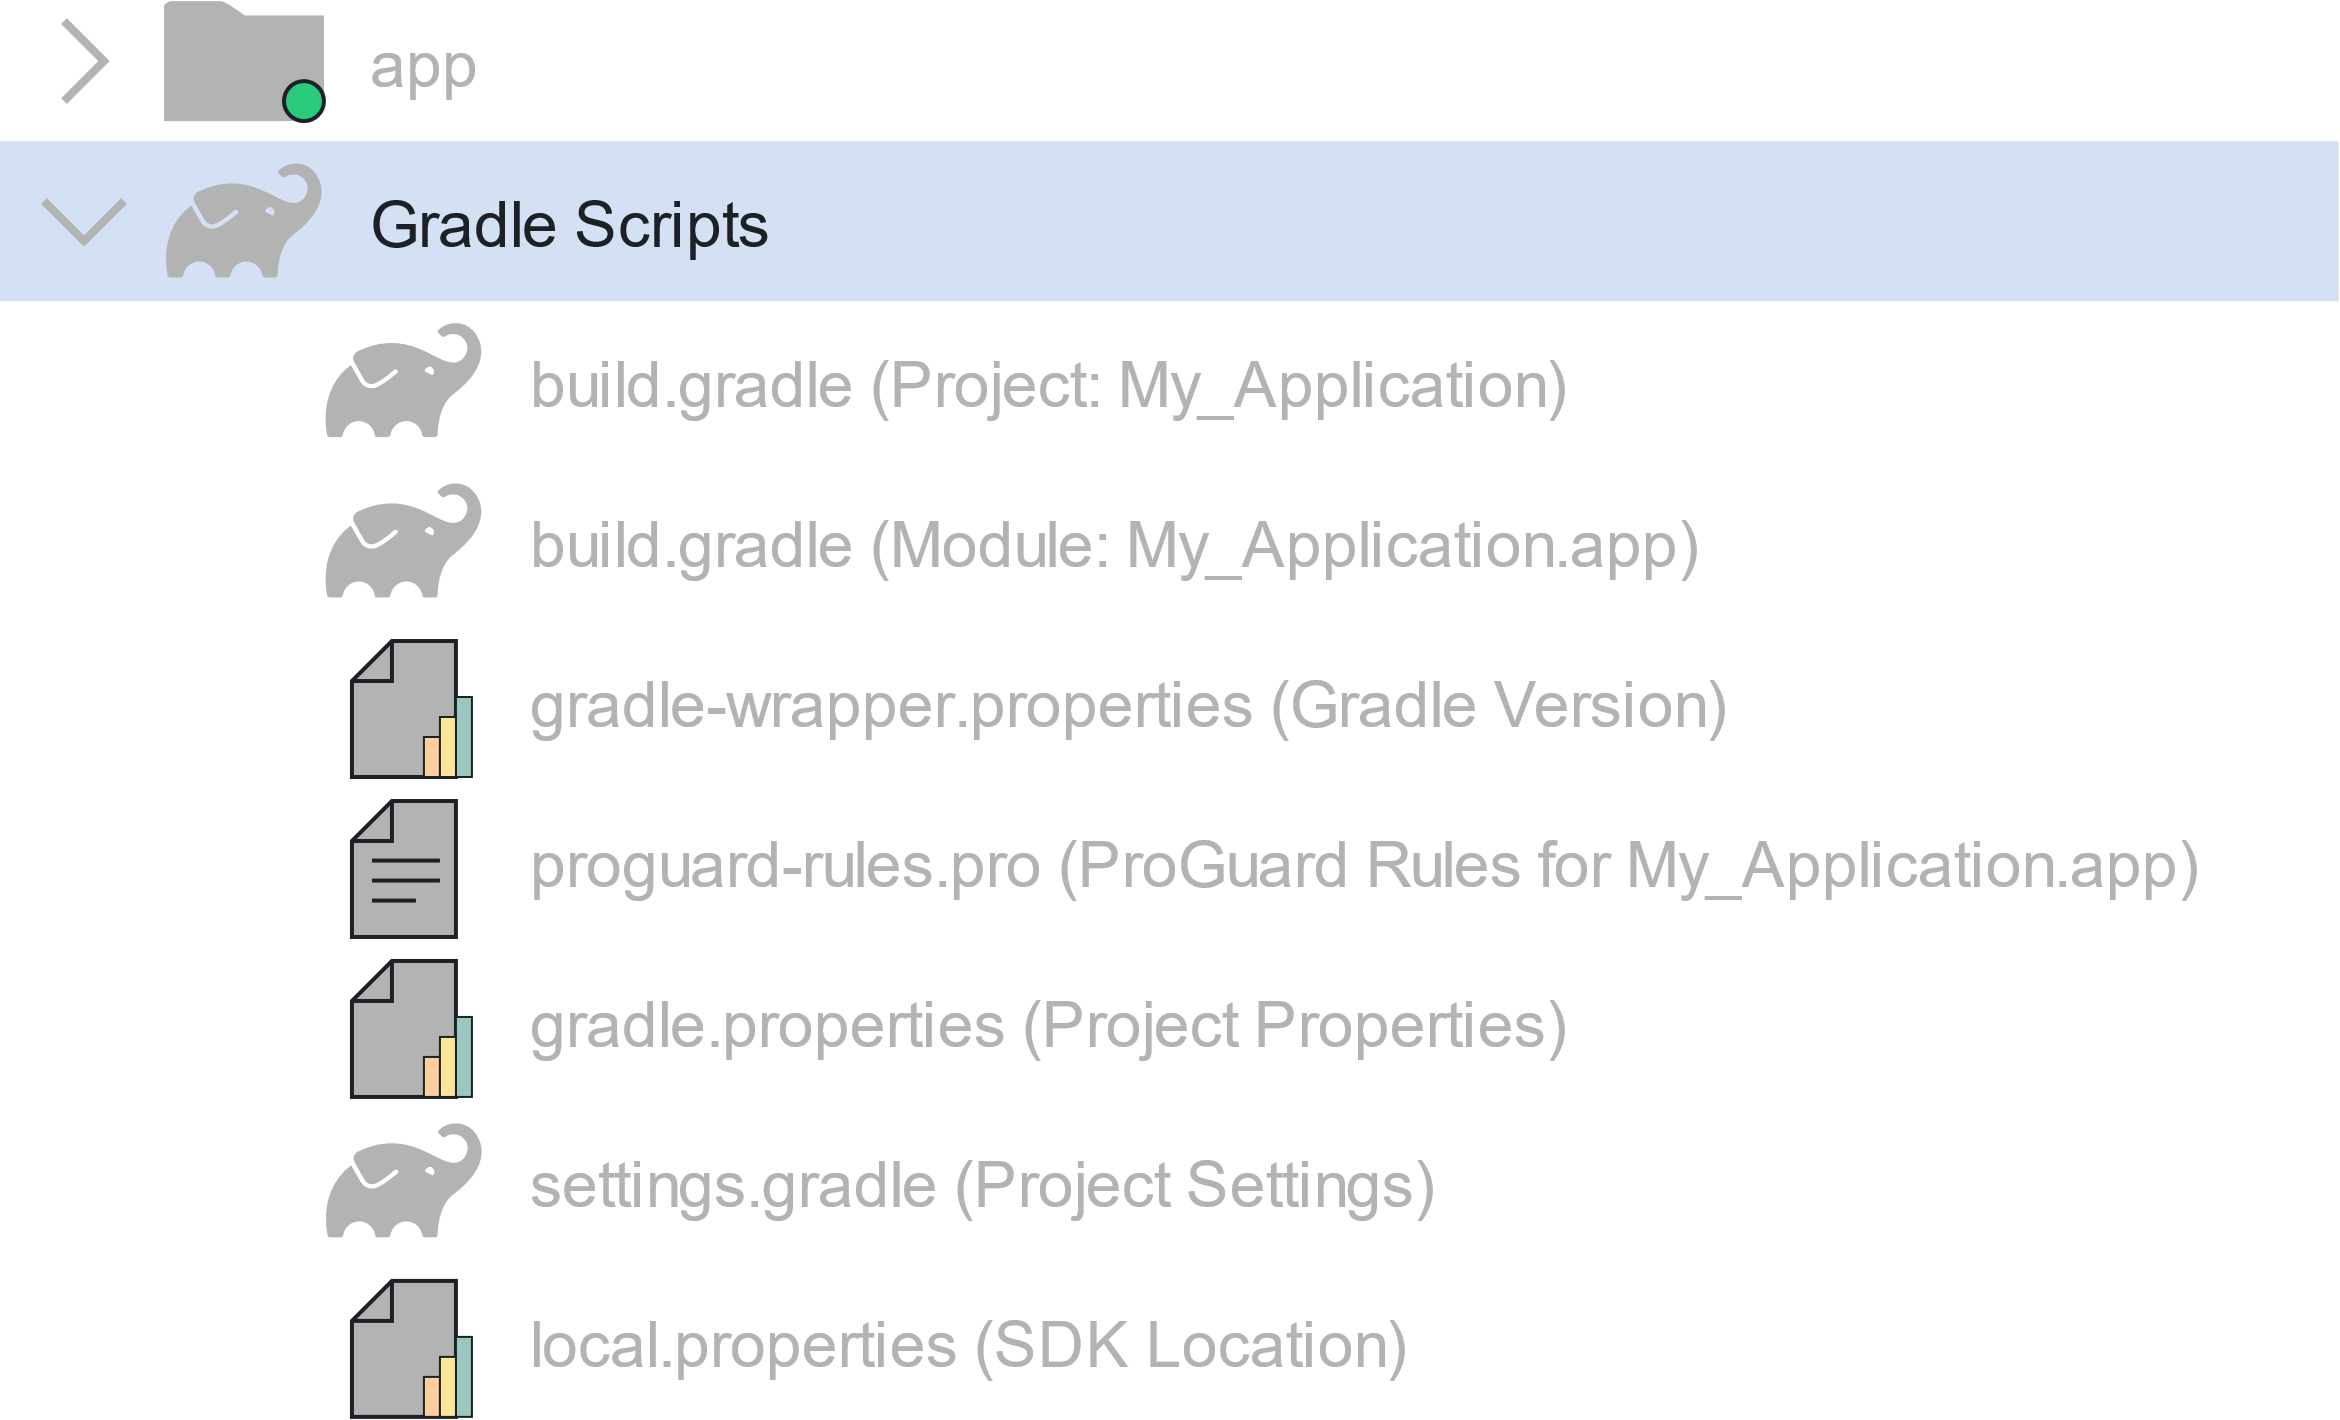 app
Gradle Scripts
build.gradle (Project: My_Application)
build.gradle (Module: My_Application.app)
gradle-wrapper.properties (Gradle Version)
proguard-rules.pro (ProGuard Rules for My_Application.app)
gradle.properties (Project Properties)
settings.gradle (Project Settings)
local.properties (SDK Location)